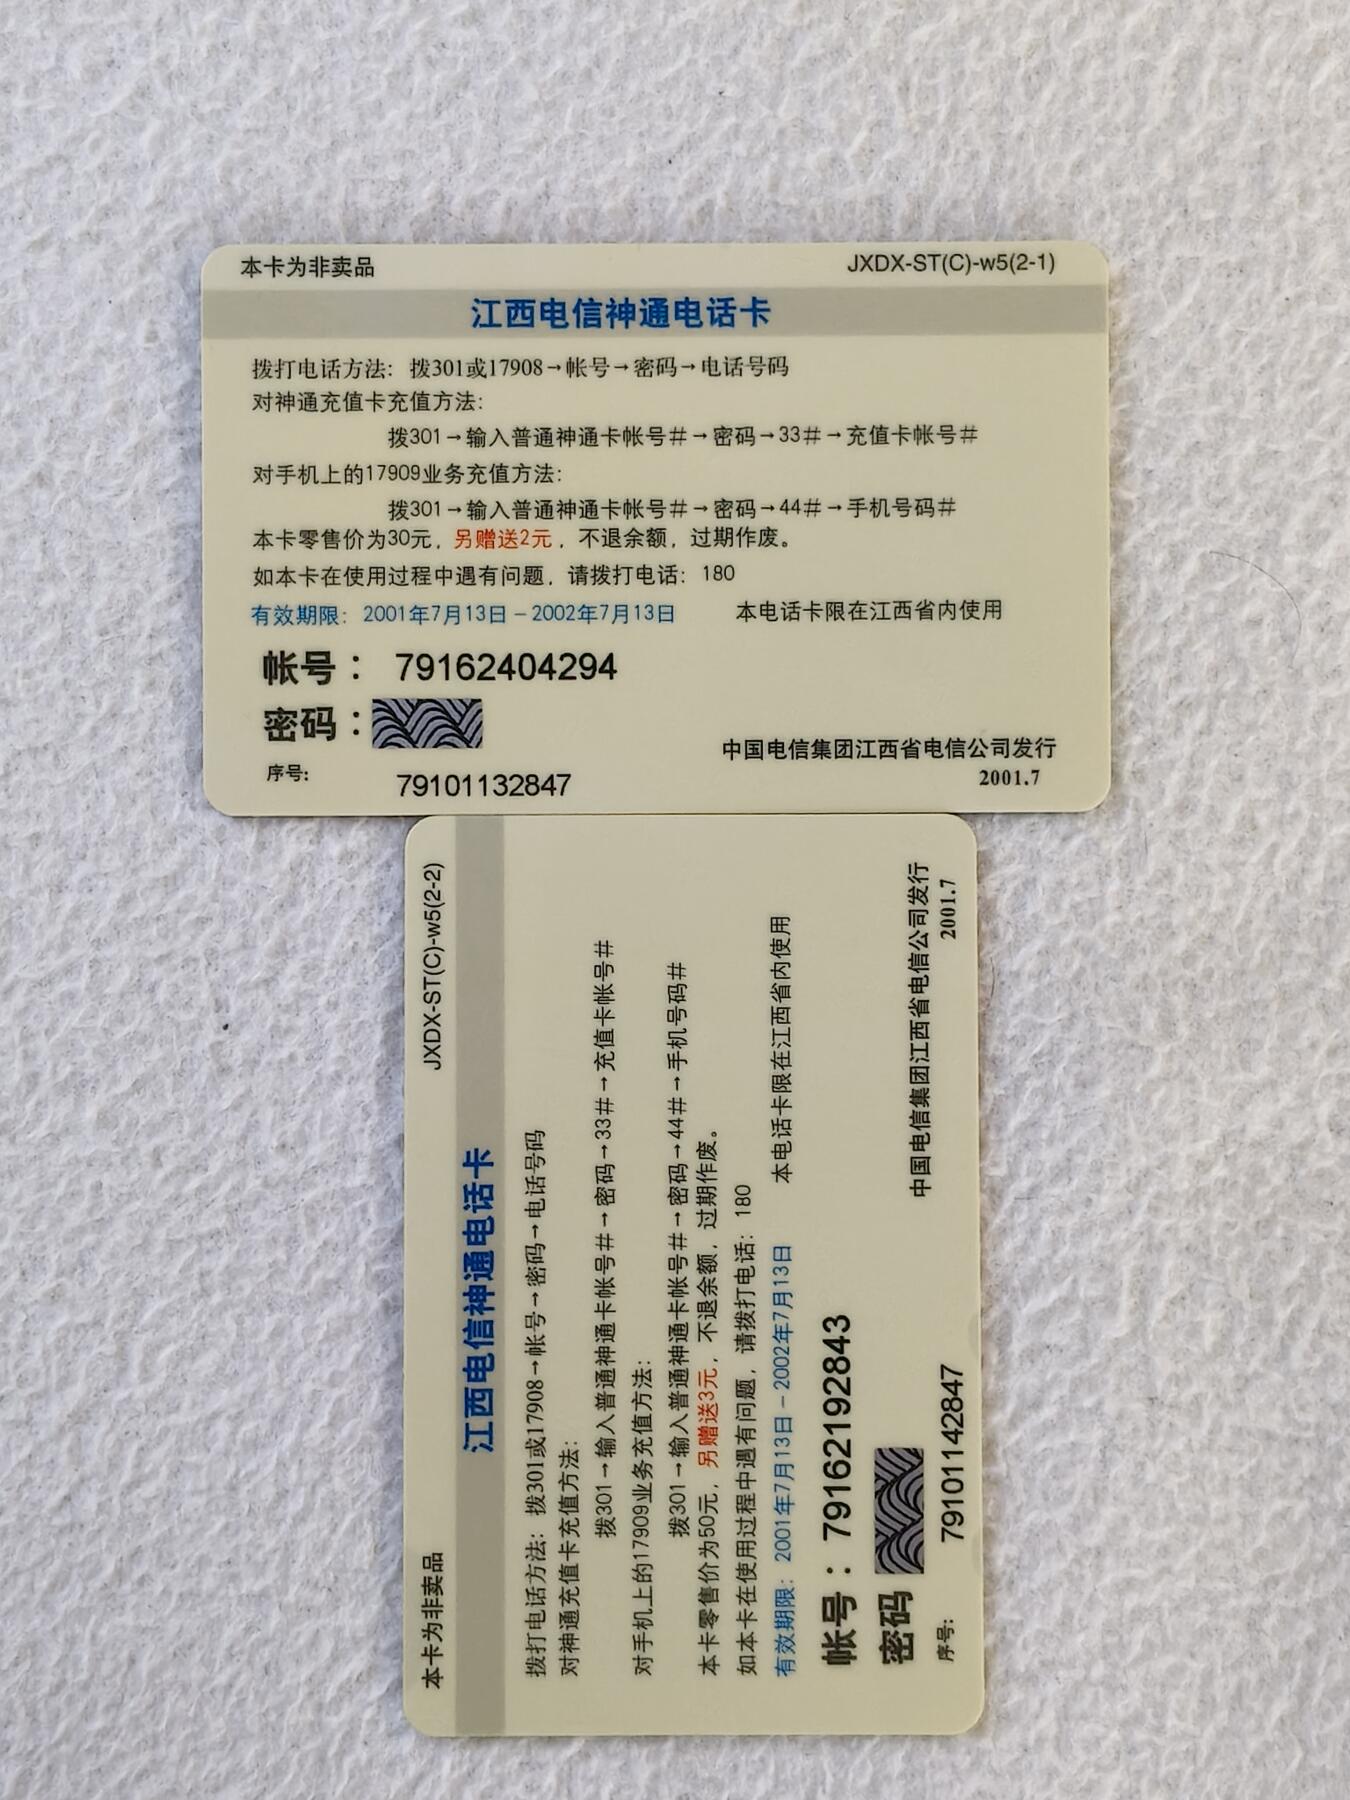 本卡为非卖品
JXDX-ST(C)-w5(2-1)
江西电信神通电话卡
拨打电话方法：拨301或17908→帐号→密码→电话号码
对神通充值卡充值方法：
拨301→输入普通神通卡帐号#→密码→33#→充值卡帐号#
对手机上的17909业务充值方法：
拨301→输入普通神通卡帐号#→密码→44#→手机号码#
本卡零售价为30元，另赠送2元，不退余额，过期作废。
如本卡在使用过程中遇有问题，请拨打电话：180
有效期限：2001年7月13日－2002年7月13日 本电话卡限在江西省内使用
帐号： 79162404294
密码：
序号: 79101132847
中国电信集团江西省电信公司发行
2001.7
本卡为非卖品
JXDX-ST(C)-w5(2-2)
江西电信神通电话卡
拨打电话方法：拨301或17908→帐号→密码→电话号码
对神通充值卡充值方法：
拨301→输入普通神通卡帐号#→密码→33#→充值卡帐号#
对手机上的17909业务充值方法：
拨301→输入普通神通卡帐号#→密码→44#→手机号码#
本卡零售价为50元，另赠送3元，不退余额，过期作废。
如本卡在使用过程中遇有问题，请拨打电话：180
有效期限：2001年7月13日－2002年7月13日 本电话卡限在江西省内使用
帐号：79162192843
密码
序号: 79101142847
中国电信集团江西省电信公司发行
2001.7